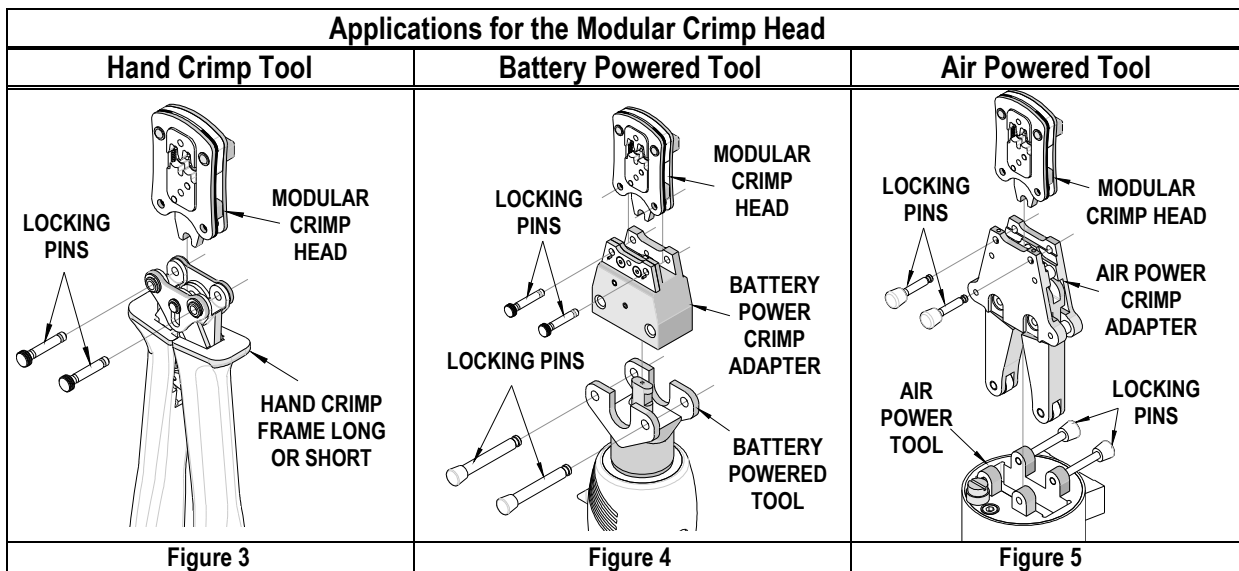 Applications for the Modular Crimp Head
Hand Crimp Tool
Battery Powered Tool
Air Powered Tool
LOCKING
PINS
MODULAR
CRIMP
HEAD
HAND CRIMP
FRAME LONG
OR SHORT
MODULAR
CRIMP
HEAD
LOCKING
PINS
BATTERY
POWER
CRIMP
ADAPTER
LOCKING PINS
BATTERY
POWERED
TOOL
LOCKING
PINS
MODULAR
CRIMP HEAD
AIR POWER
CRIMP
ADAPTER
AIR
POWER
TOOL
LOCKING
PINS
Figure 3
Figure 4
Figure 5